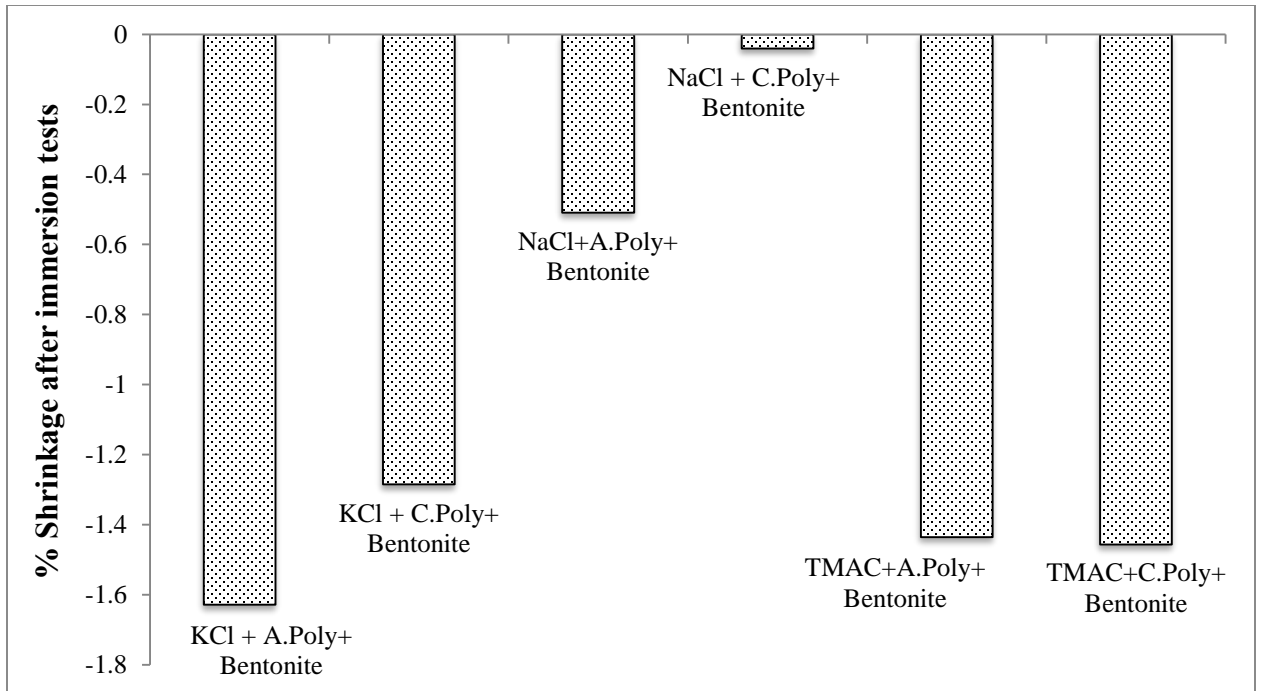 % Shrinkage after immersion tests
0
-0.2
-0.4
-0.6
-0.8
-1
-1.2
-1.4
-1.6
-1.8
KCl + A.Poly+
Bentonite
KCl + C.Poly+
Bentonite
NaCl+A.Poly+
Bentonite
NaCl + C.Poly+
Bentonite
TMAC+A.Poly+
Bentonite
TMAC+C.Poly+
Bentonite